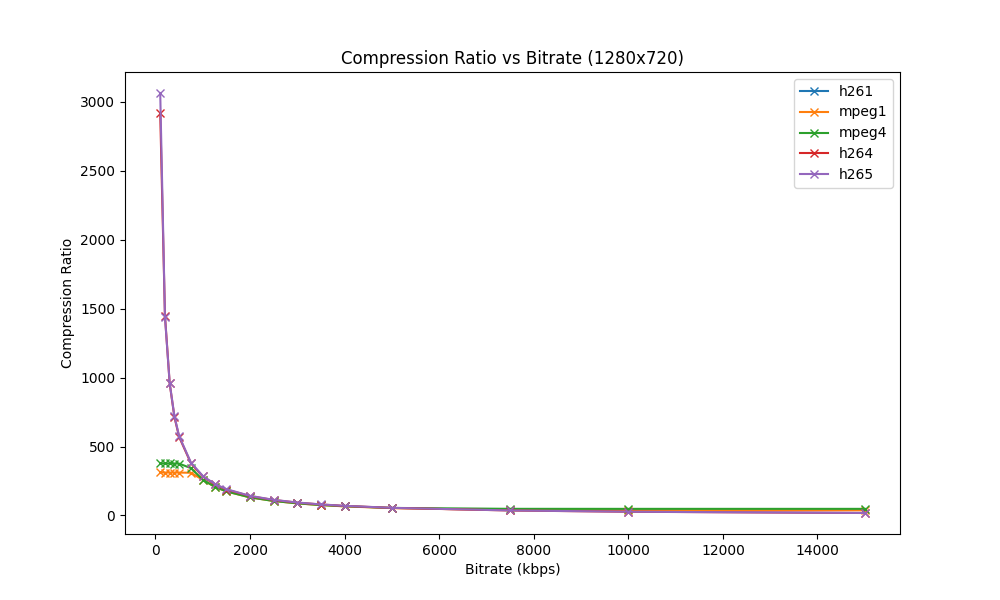 Compression Ratio vs Bitrate (1280x720)
h261
mpeg1
mpeg4
h264
h265
Compression Ratio
3000
2500
2000
1500
1000
500
0
0 2000 4000 6000 8000 10000 12000 14000
Bitrate (kbps)